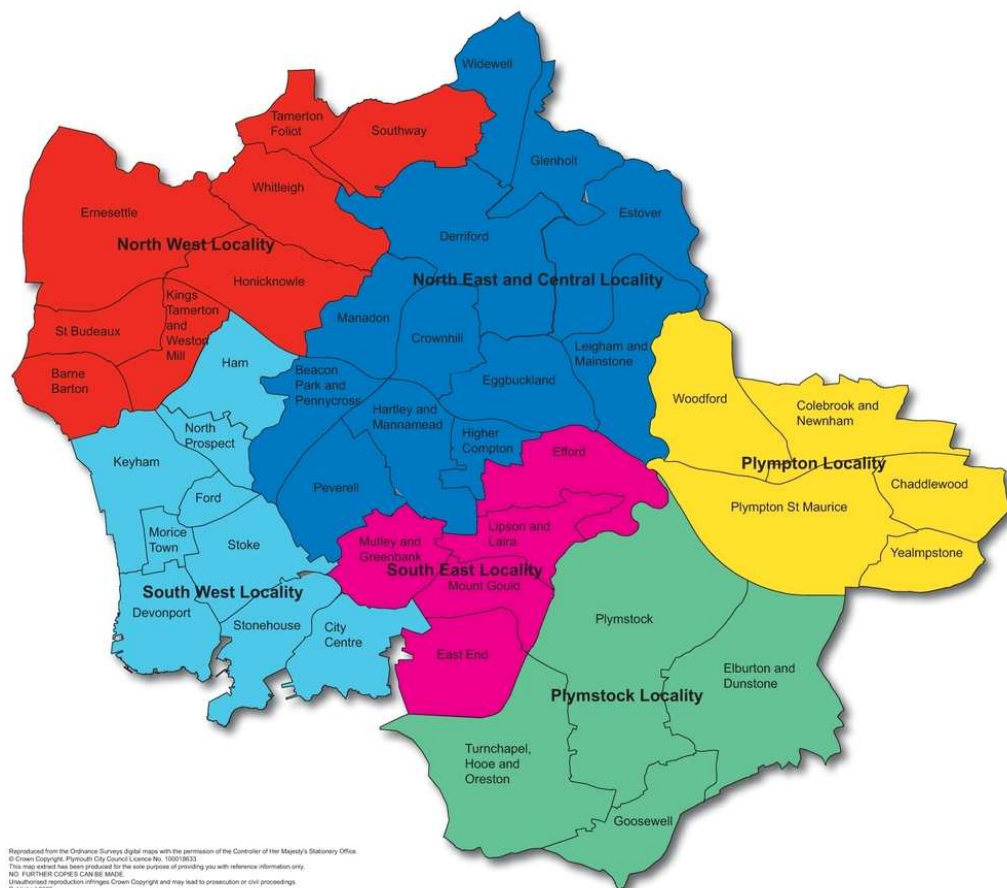 Widewell
Tamerton
Foliot
Southway
Glenholt
Whitleigh
Ernesettle
Estover
Derriford
North West Locality
North East and Central Locality
Honicknowle
Kings
Tamerton
and
Weston
Mill
St Budeaux
Manadon
Crownhill
Ham
Leigham and
Mainstone
Barne
Barton
Beacon
Park and
Pennycross
Eggbuckland
Woodford
Colebrook and
Newnham
Hartley and
Mannamead
North
Prospect
Higher
Compton
Efford
Keyham
Plympton Locality
Chaddlewood
Peverell
Ford
Plympton St Maurice
Morice
Town
Stoke
Lipson and
Laira
Mutley and
Greenbank
Yealmpstone
South East Locality
Mount Gould
South West Locality
Devonport
Stonehouse
City
Centre
Plymstock
East End
Elburton and
Dunstone
Plymstock Locality
Turnchapel,
Hooe and
Oreston
Goosewell
Reproduced from the Ordnance Surveys digital maps with the permission of the Controller of Her Majesty's Stationery Office.
© Crown Copyright. Plymouth City Council Licence No. 100018633.
This map extract has been produced for the sole purpose of providing you with reference information only.
NO FURTHER COPIES CAN BE MADE.
Unauthorised reproduction infringes Crown Copyright and may lead to prosecution or civil proceedings.